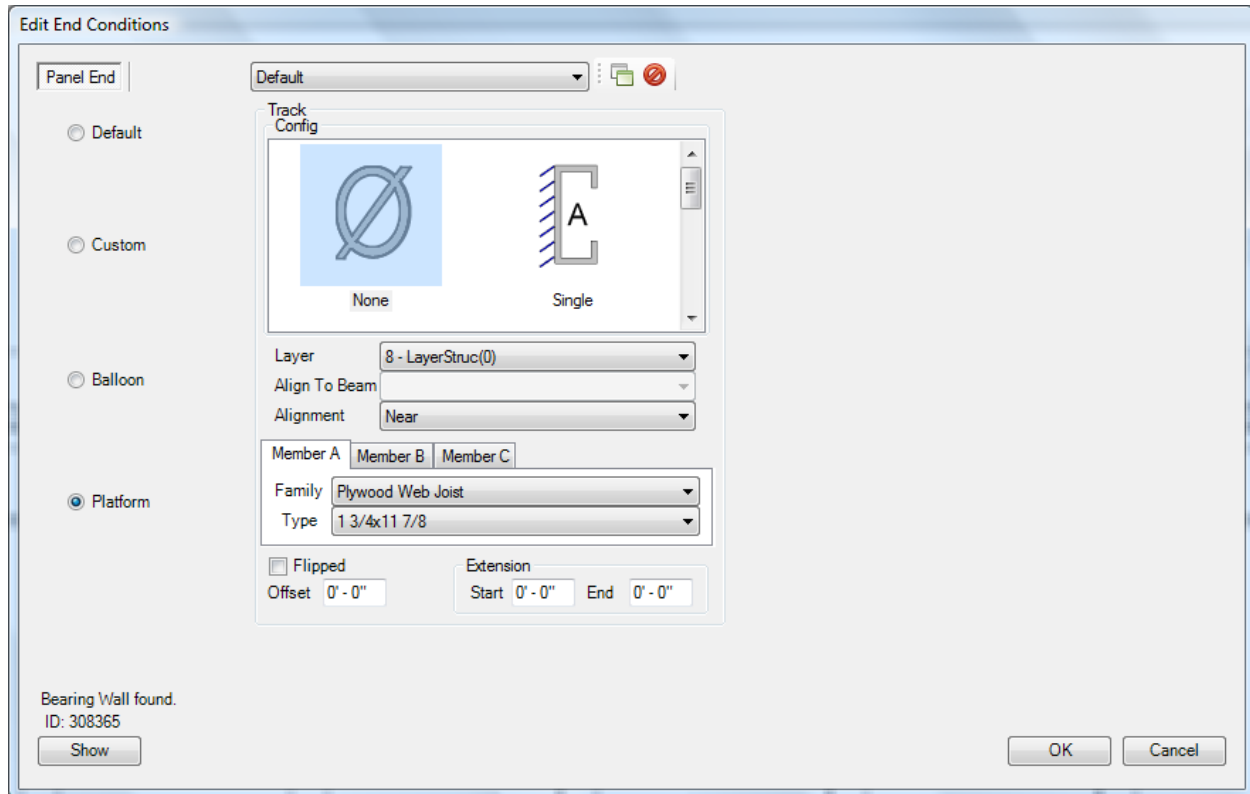 Edit End Conditions
Panel End
Default
Default
Custom
Balloon
Platform
Track
Config
A
None
Single
Layer
8 - LayerStruc(0)
Align To Beam
Alignment
Near
Member A
Member B
Member C
Family
Plywood Web Joist
Type
1 3/4x11 7/8
Flipped
Offset
0' - 0"
Extension
Start
0' - 0"
End
0' - 0"
Bearing Wall found.
ID: 308365
Show
OK
Cancel